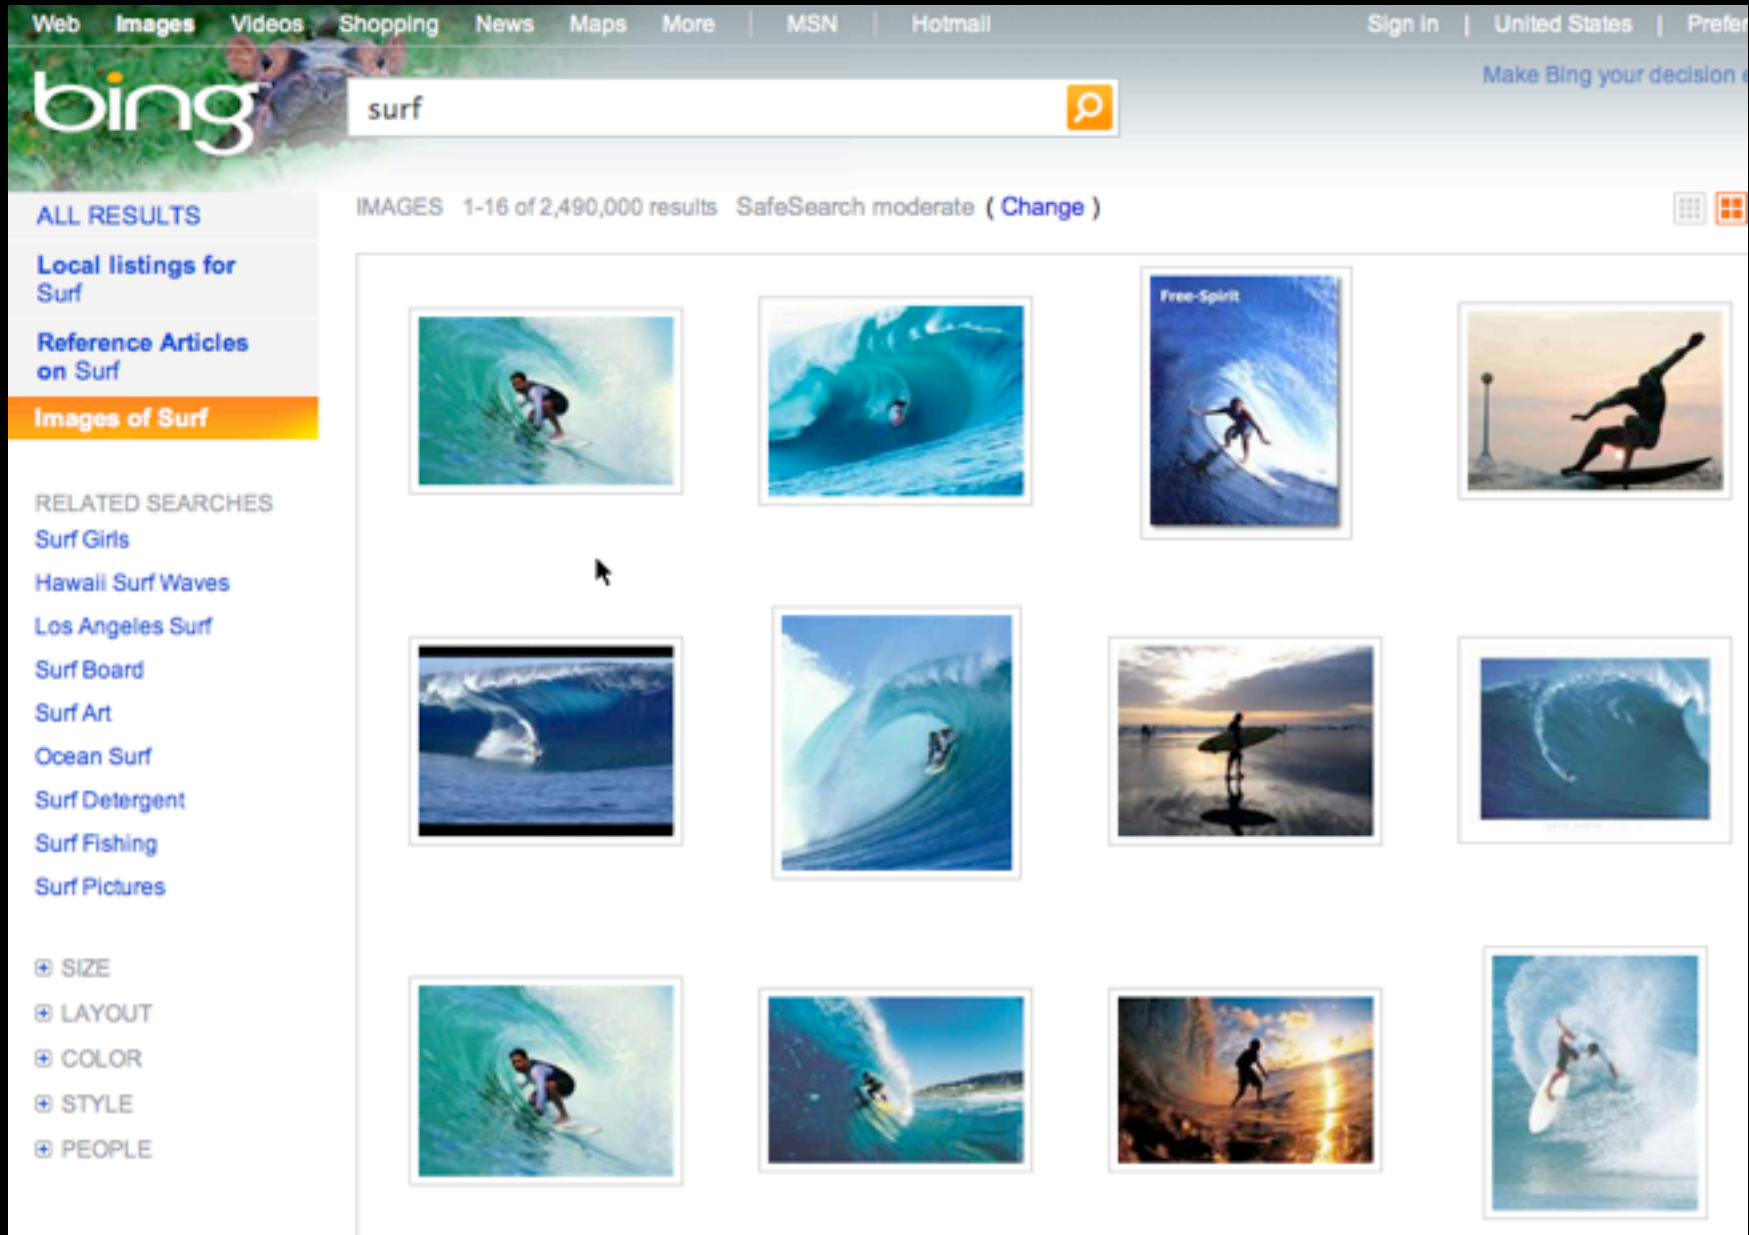 Web Images Videos Shopping News Maps More | MSN | Hotmail Sign in | United States | Prefer
Make Bing your decision e
bing
surf
ALL RESULTS
Local listings for
Surf
Reference Articles
on Surf
Images of Surf
RELATED SEARCHES
Surf Girls
Hawaii Surf Waves
Los Angeles Surf
Surf Board
Surf Art
Ocean Surf
Surf Detergent
Surf Fishing
Surf Pictures
SIZE
LAYOUT
COLOR
STYLE
PEOPLE
IMAGES 1-16 of 2,490,000 results SafeSearch moderate ( Change )
Free-Spirit